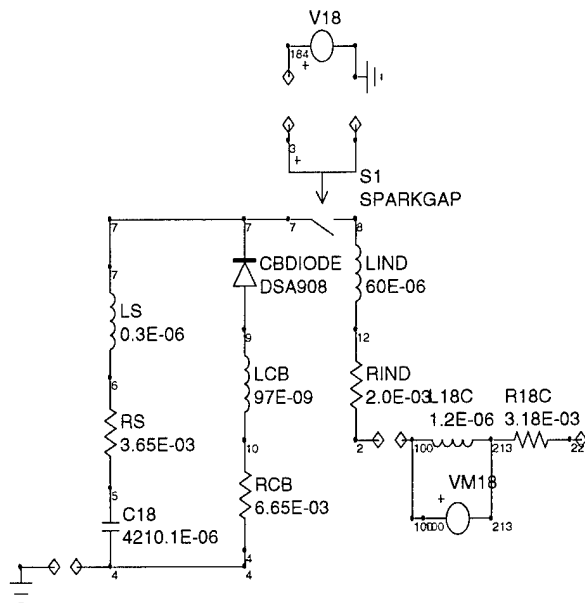 V18
184
+
3
+
S1
SPARKGAP
7
7
7
8
7
CBDIODE
DSA908
LIND
60E-06
LS
0.3E-06
9
12
LCB
97E-09
RIND
2.0E-03
6
L18C
1.2E-06
R18C
3.18E-03
RS
3.65E-03
10
2
100
213
22
VM18
+
5
RCB
6.65E-03
C18
4210.1E-06
213
4
4
4